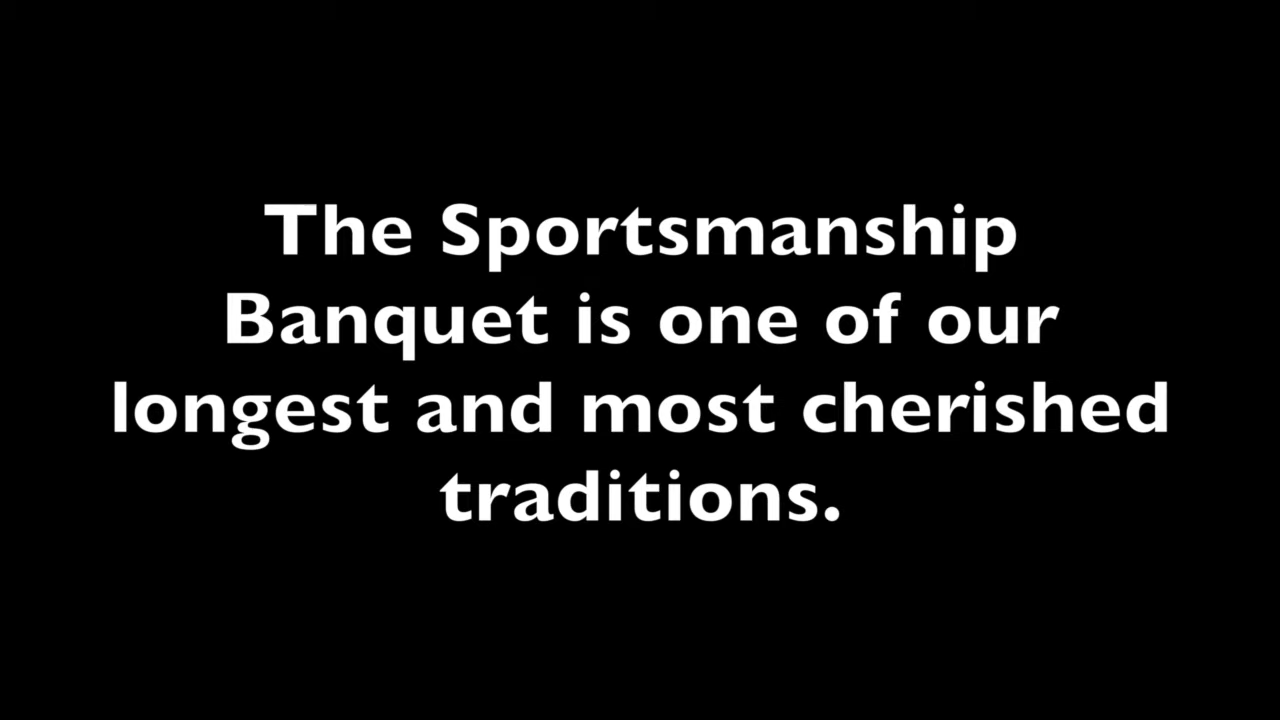 The Sportsmanship
Banquet is one of our
longest and most cherished
traditions.